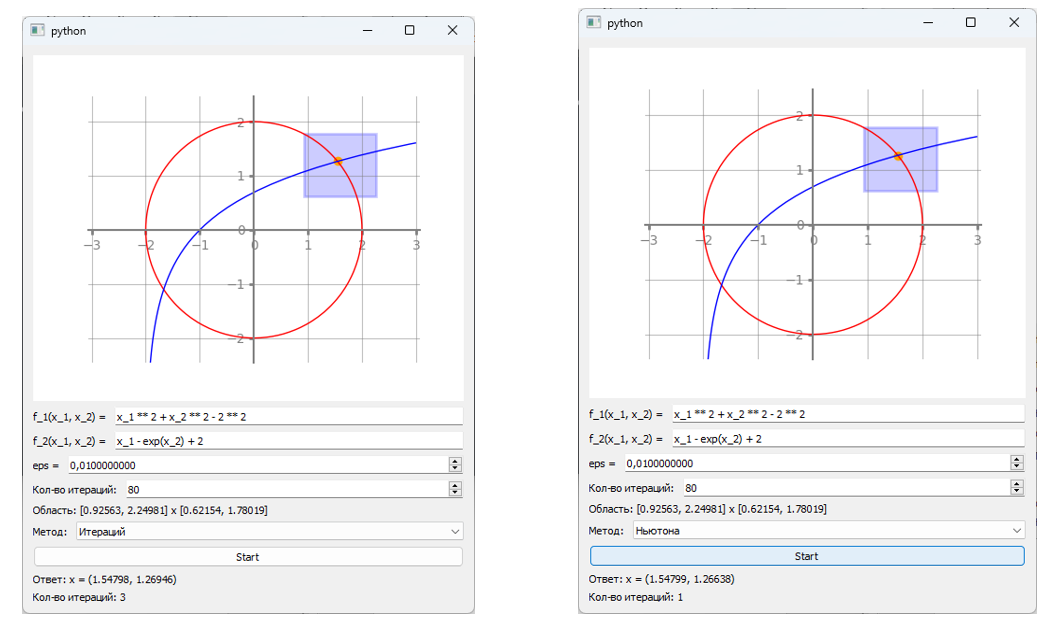 python
2
1
0
−3 −2 −1 0 1 2 3
−1
−2
f_1(x_1, x_2) = x_1 ** 2 + x_2 ** 2 - 2 ** 2
f_2(x_1, x_2) = x_1 - exp(x_2) + 2
eps = 0,0100000000
Кол-во итераций: 80
Область: [0.92563, 2.24981] x [0.62154, 1.78019]
Метод: Итераций
Start
Ответ: x = (1.54798, 1.26946)
Кол-во итераций: 3
python
2
1
0
−3 −2 −1 0 1 2 3
−1
−2
f_1(x_1, x_2) = x_1 ** 2 + x_2 ** 2 - 2 ** 2
f_2(x_1, x_2) = x_1 - exp(x_2) + 2
eps = 0,0100000000
Кол-во итераций: 80
Область: [0.92563, 2.24981] x [0.62154, 1.78019]
Метод: Ньютона
Start
Ответ: x = (1.54799, 1.26638)
Кол-во итераций: 1